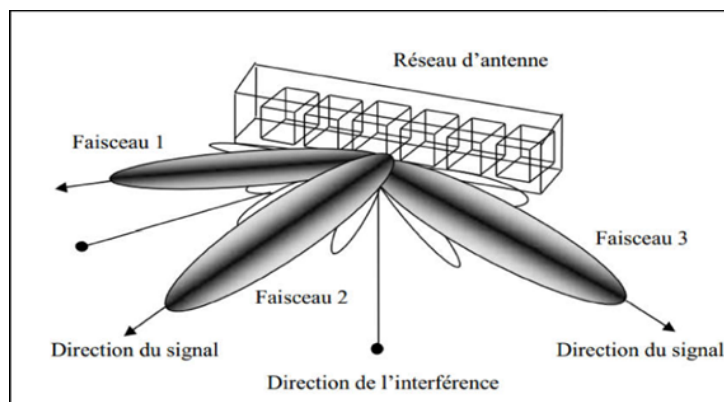 Réseau d'antenne
Faisceau 1
Faisceau 3
Faisceau 2
Direction du signal
Direction du signal
Direction de l'interférence